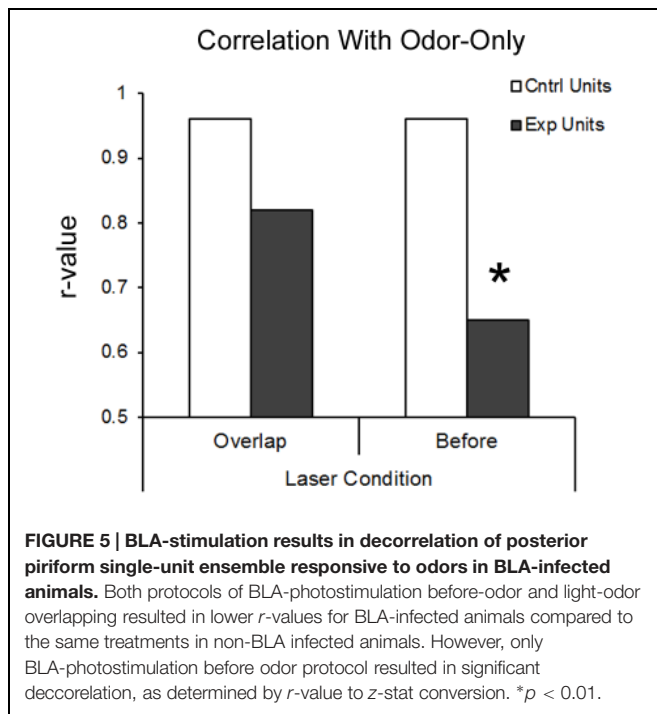 Correlation With Odor-Only
Cntrl Units
Exp Units
r-value
1
0.9
0.8
0.7
0.6
0.5
*
Overlap
Before
Laser Condition
FIGURE 5 | BLA-stimulation results in decorrelation of posterior
piriform single-unit ensemble responsive to odors in BLA-infected
animals. Both protocols of BLA-photostimulation before-odor and light-odor
overlapping resulted in lower r-values for BLA-infected animals compared to
the same treatments in non-BLA infected animals. However, only
BLA-photostimulation before odor protocol resulted in significant
deccorelation, as determined by r-value to z-stat conversion. *p < 0.01.